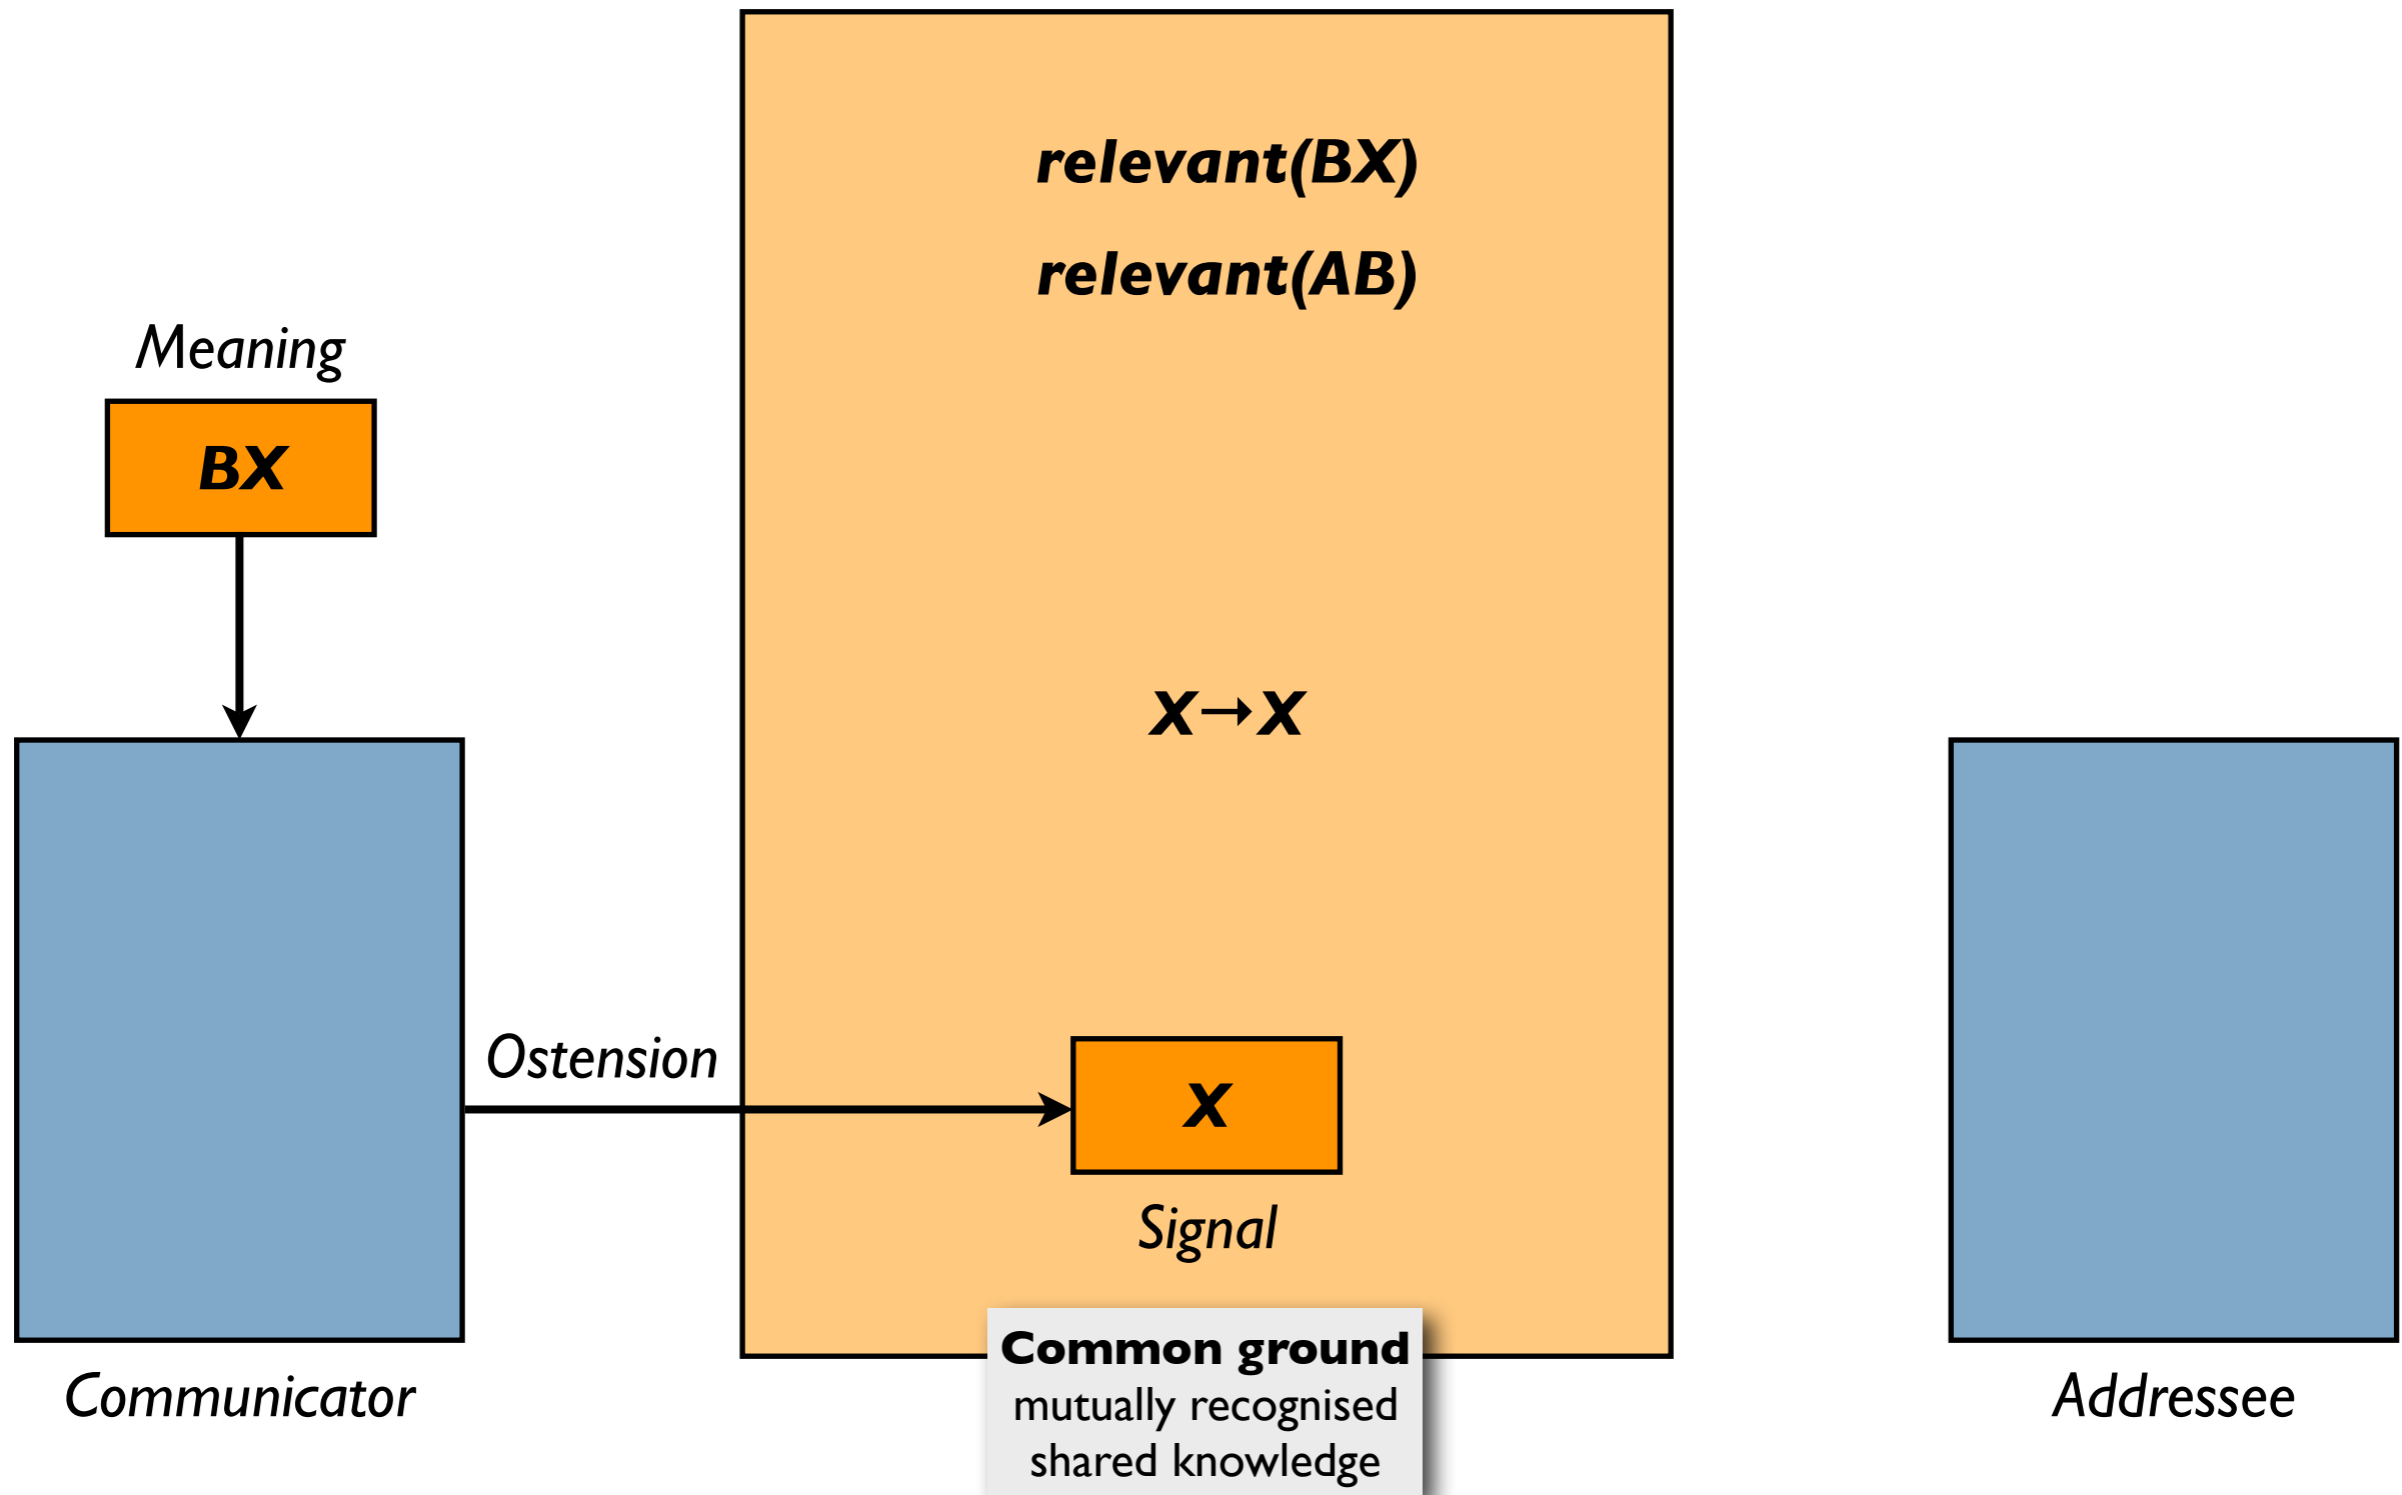 relevant(BX)
relevant(AB)
Meaning
BX
X→X
Ostension
X
Signal
Common ground
mutually recognised
shared knowledge
Communicator
Addressee